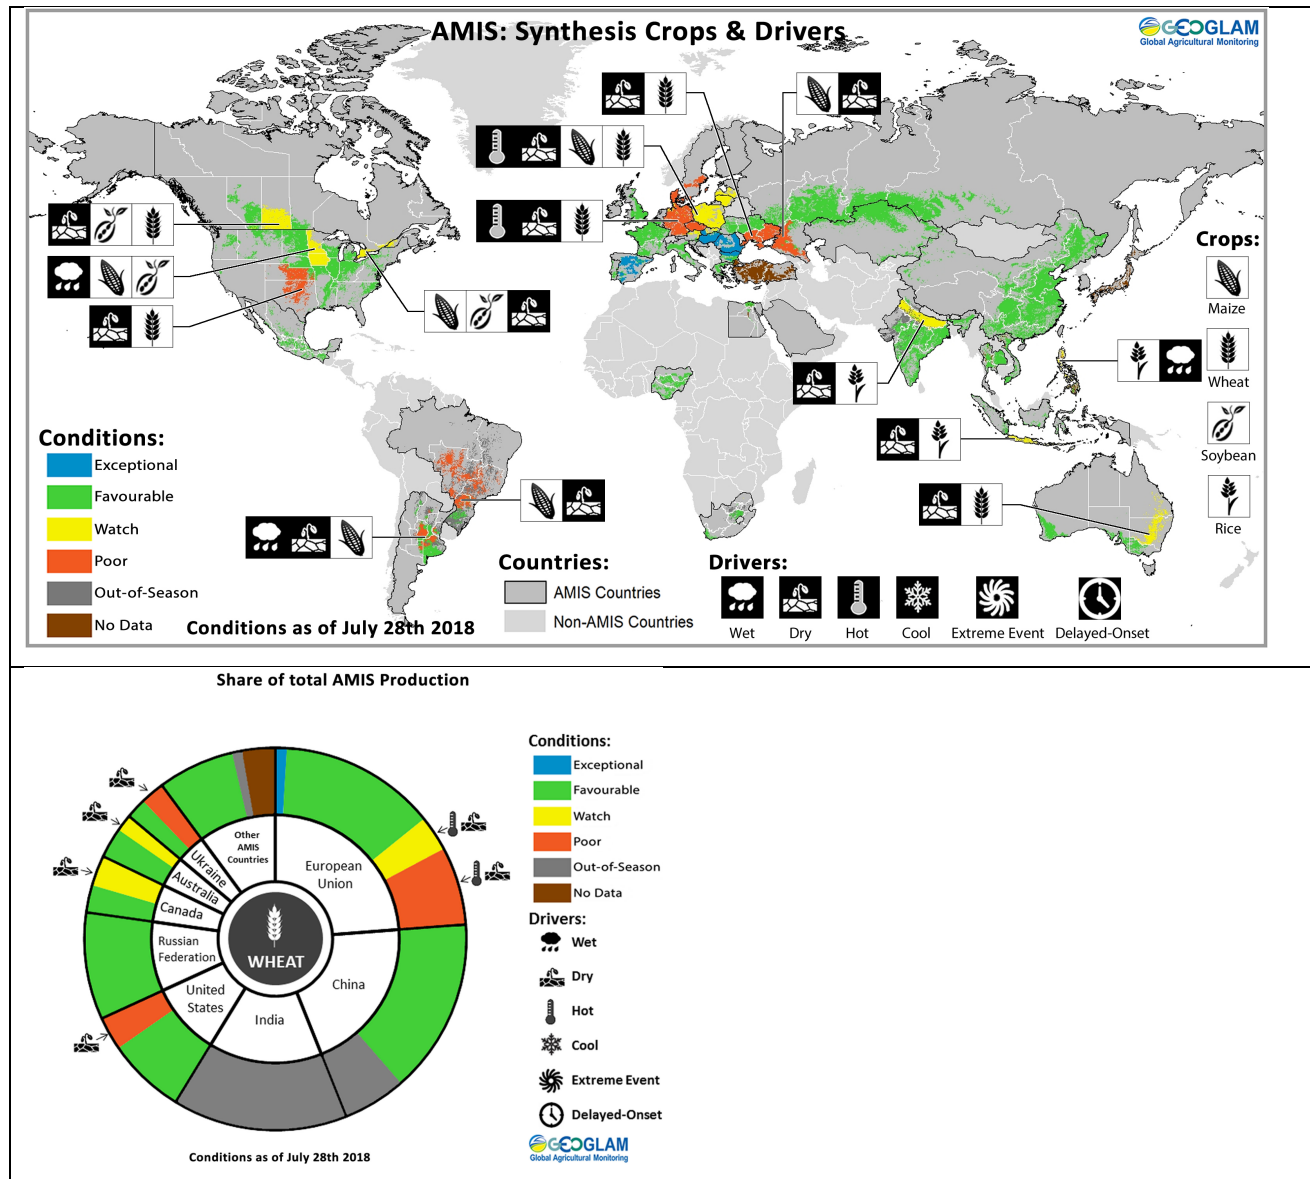 AMIS: Synthesis Crops & Drivers
GEOGLAM
Global Agricultural Monitoring
Crops:
Maize
Wheat
Soybean
Rice
Conditions:
Exceptional
Favourable
Watch
Poor
Out-of-Season
No Data
Conditions as of July 28th 2018
Countries:
AMIS Countries
Non-AMIS Countries
Drivers:
Wet
Dry
Hot
Cool
Extreme Event
Delayed-Onset
Share of total AMIS Production
Other
AMIS
Countries
European
Union
China
India
United
States
Russian
Federation
Canada
Australia
Ukraine
WHEAT
Conditions as of July 28th 2018
Conditions:
Exceptional
Favourable
Watch
Poor
Out-of-Season
No Data
Drivers:
Wet
Dry
Hot
Cool
Extreme Event
Delayed-Onset
GEOGLAM
Global Agricultural Monitoring